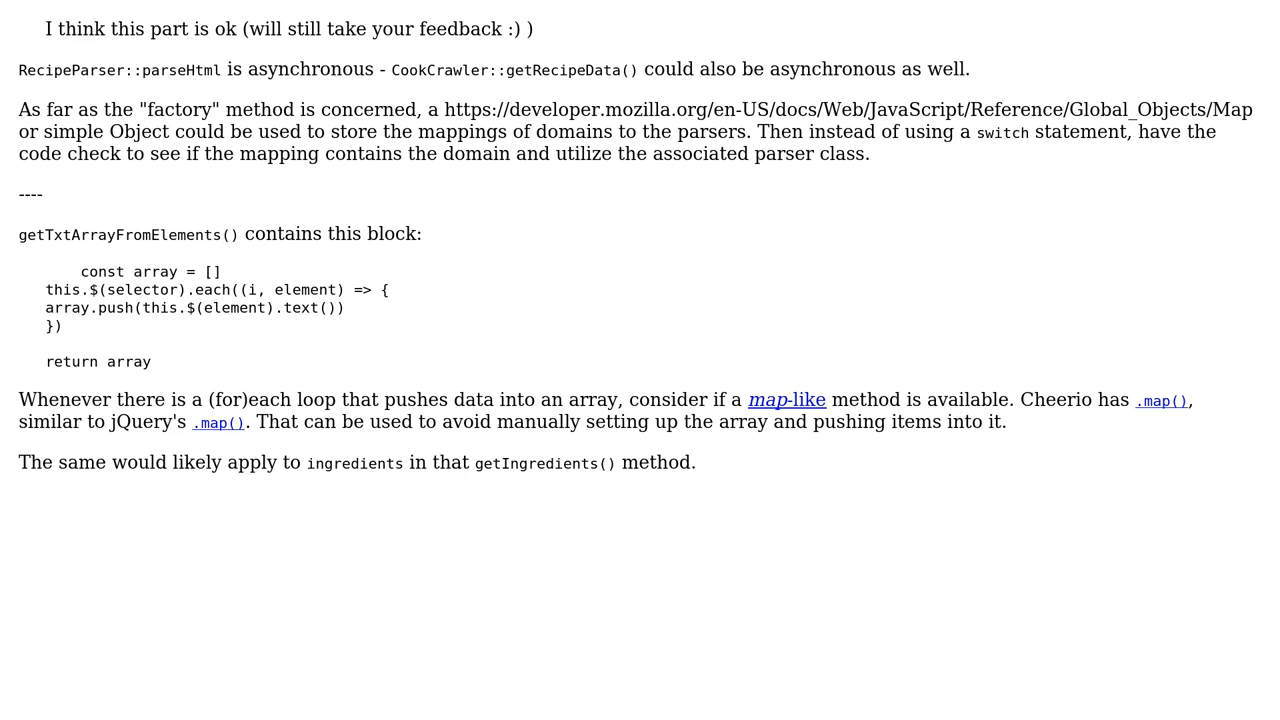 I think this part is ok (will still take your feedback :) )
RecipeParser::parseHtml is asynchronous - CookCrawler::getRecipeData() could also be asynchronous as well.
As far as the "factory" method is concerned, a https://developer.mozilla.org/en-US/docs/Web/JavaScript/Reference/Global_Objects/Map
or simple Object could be used to store the mappings of domains to the parsers. Then instead of using a switch statement, have the
code check to see if the mapping contains the domain and utilize the associated parser class.
----
getTxtArrayFromElements() contains this block:
const array = []
this.$(selector).each((i, element) => {
array.push(this.$(element).text())
})
return array
Whenever there is a (for)each loop that pushes data into an array, consider if a map-like method is available. Cheerio has .map(),
similar to jQuery's .map(). That can be used to avoid manually setting up the array and pushing items into it.
The same would likely apply to ingredients in that getIngredients() method.